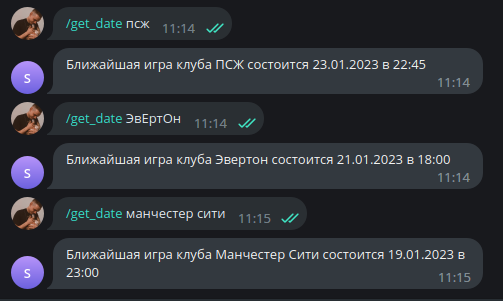 /get_date псж
11:14
Ближайшая игра клуба ПСЖ состоится 23.01.2023 в 22:45
11:14
/get_date ЭвЕртОн
11:14
s
Ближайшая игра клуба Эвертон состоится 21.01.2023 в 18:00
11:14
s
/get_date манчестер сити
11:15
Ближайшая игра клуба Манчестер Сити состоится 19.01.2023 в
23:00
11:15
s